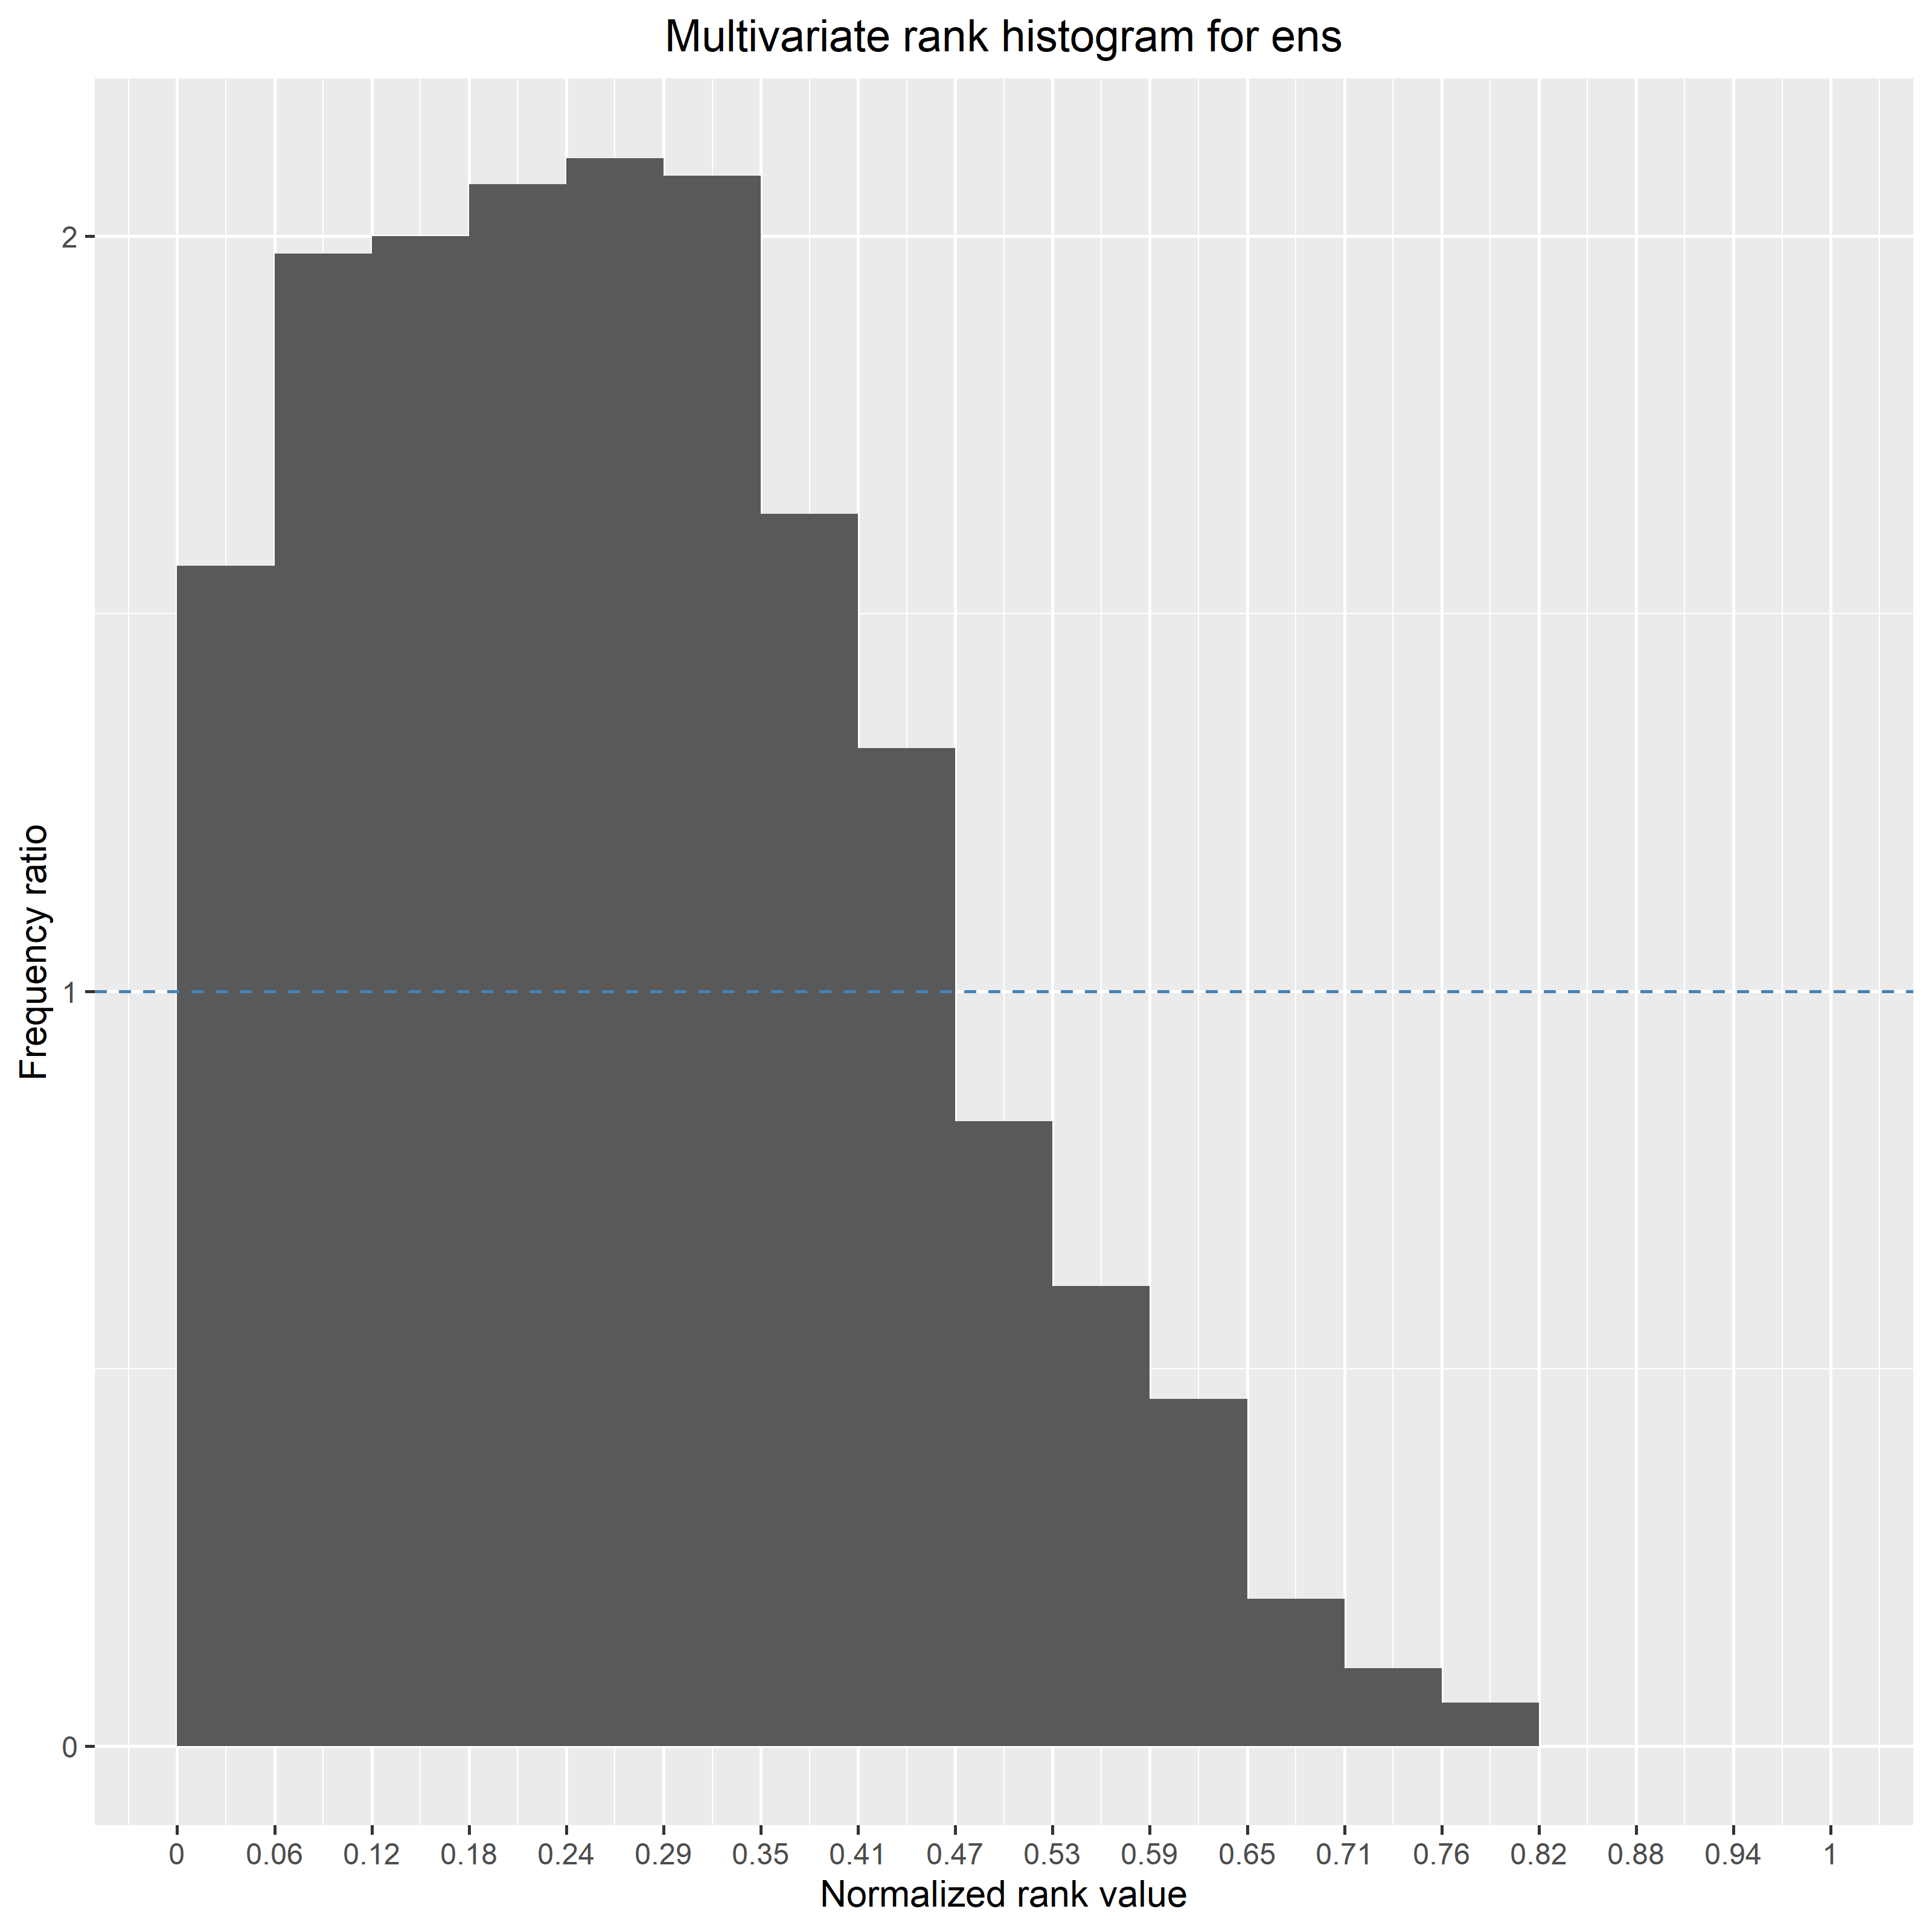 Multivariate rank histogram for ens
Frequency ratio
2
1
0
0 0.06 0.12 0.18 0.24 0.29 0.35 0.41 0.47 0.53 0.59 0.65 0.71 0.76 0.82 0.88 0.94 1
Normalized rank value